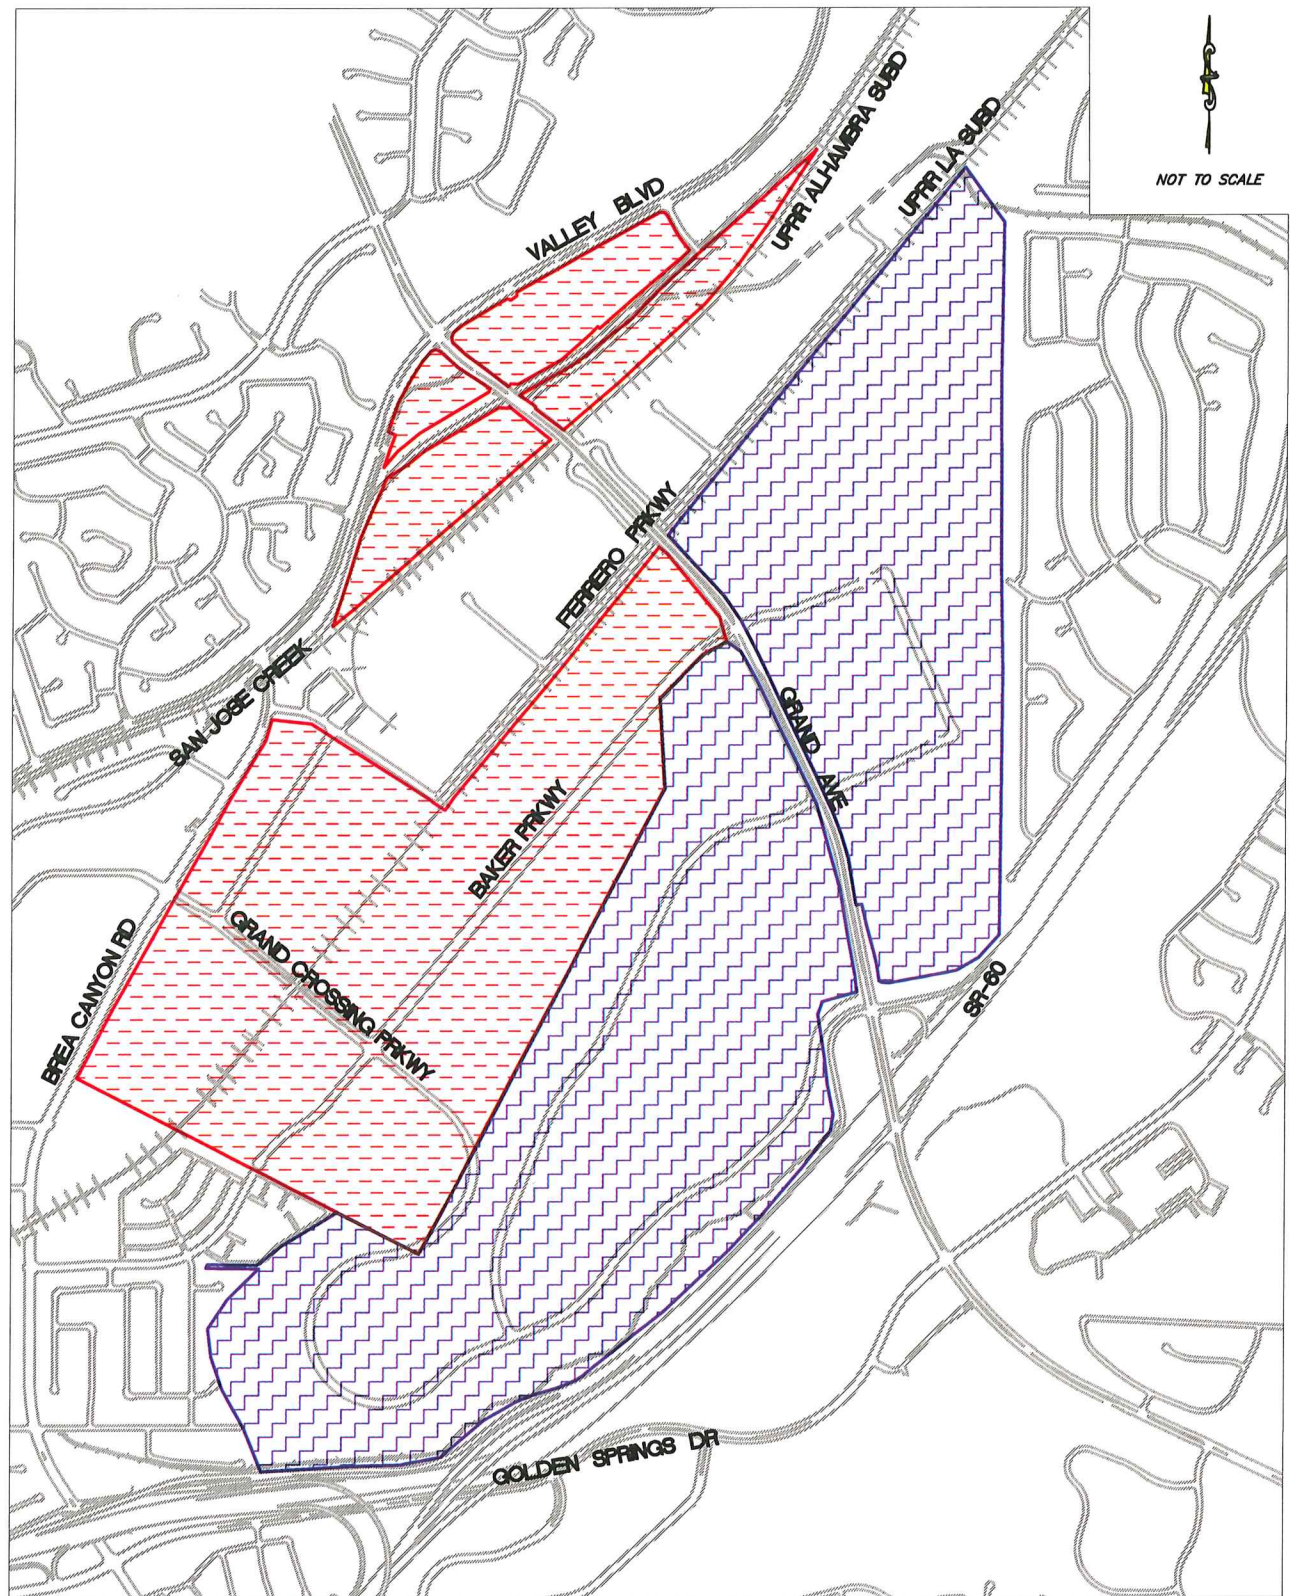 NOT TO SCALE
UPRR ALHAMBRA SUBD
UPRR LA SUBD
VALLEY BLVD
FERRERO PRKWY
SAN JOSE CREEK
GRAND AVE
BAKER PRKWY
GRAND CROSSING PRKWY
BREA CANYON RD
SR-60
GOLDEN SPRINGS DR